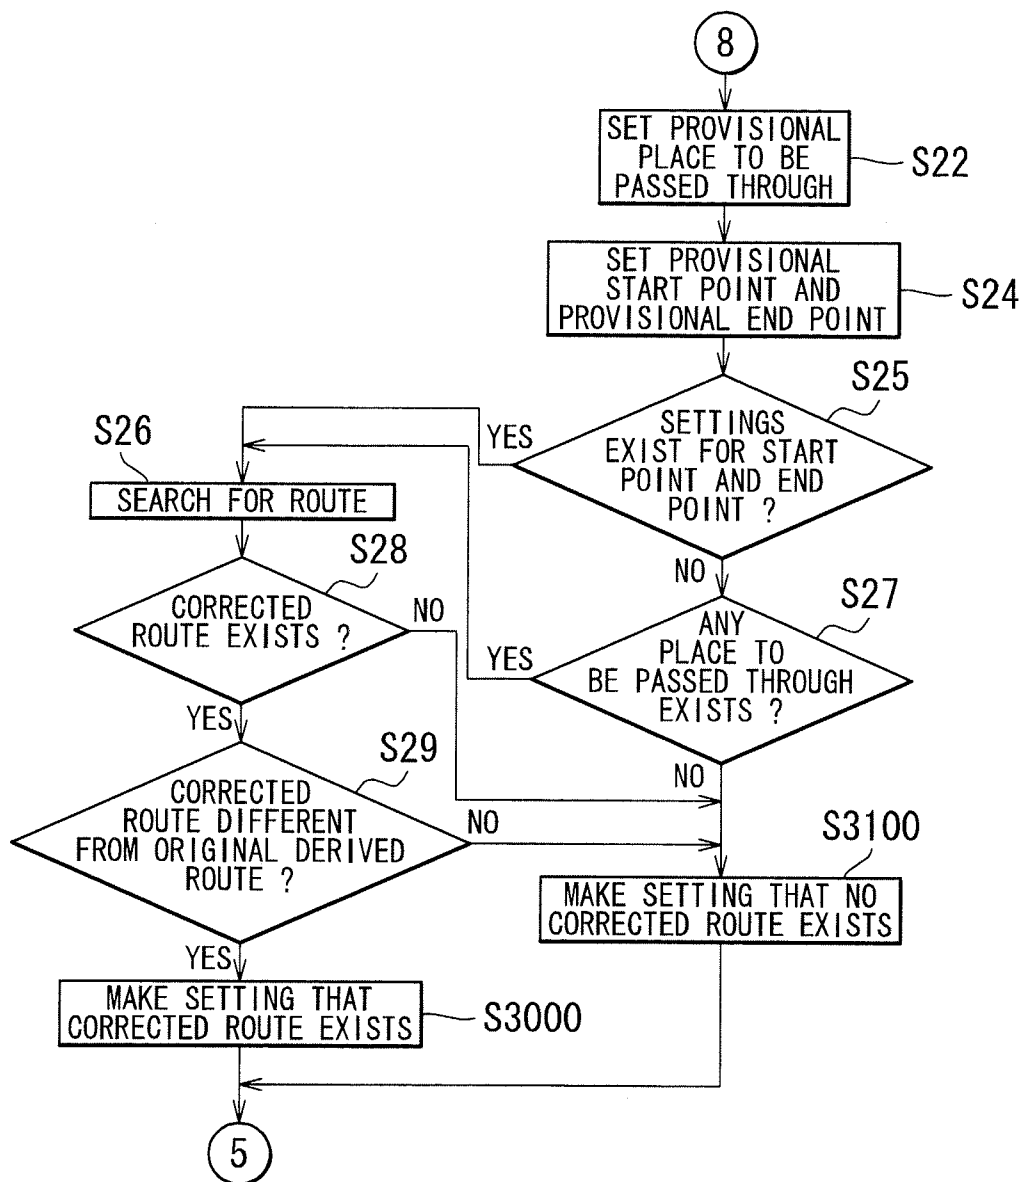 8
SET PROVISIONAL
PLACE TO BE
PASSED THROUGH
S22
SET PROVISIONAL
START POINT AND
PROVISIONAL END POINT
S24
S25
SETTINGS
EXIST FOR START
POINT AND END
POINT ?
YES
NO
S26
SEARCH FOR ROUTE
S28
CORRECTED
ROUTE EXISTS ?
NO
YES
S27
ANY
PLACE TO
BE PASSED THROUGH
EXISTS ?
YES
NO
S29
CORRECTED
ROUTE DIFFERENT
FROM ORIGINAL DERIVED
ROUTE ?
NO
YES
S3100
MAKE SETTING THAT NO
CORRECTED ROUTE EXISTS
MAKE SETTING THAT
CORRECTED ROUTE EXISTS
S3000
5